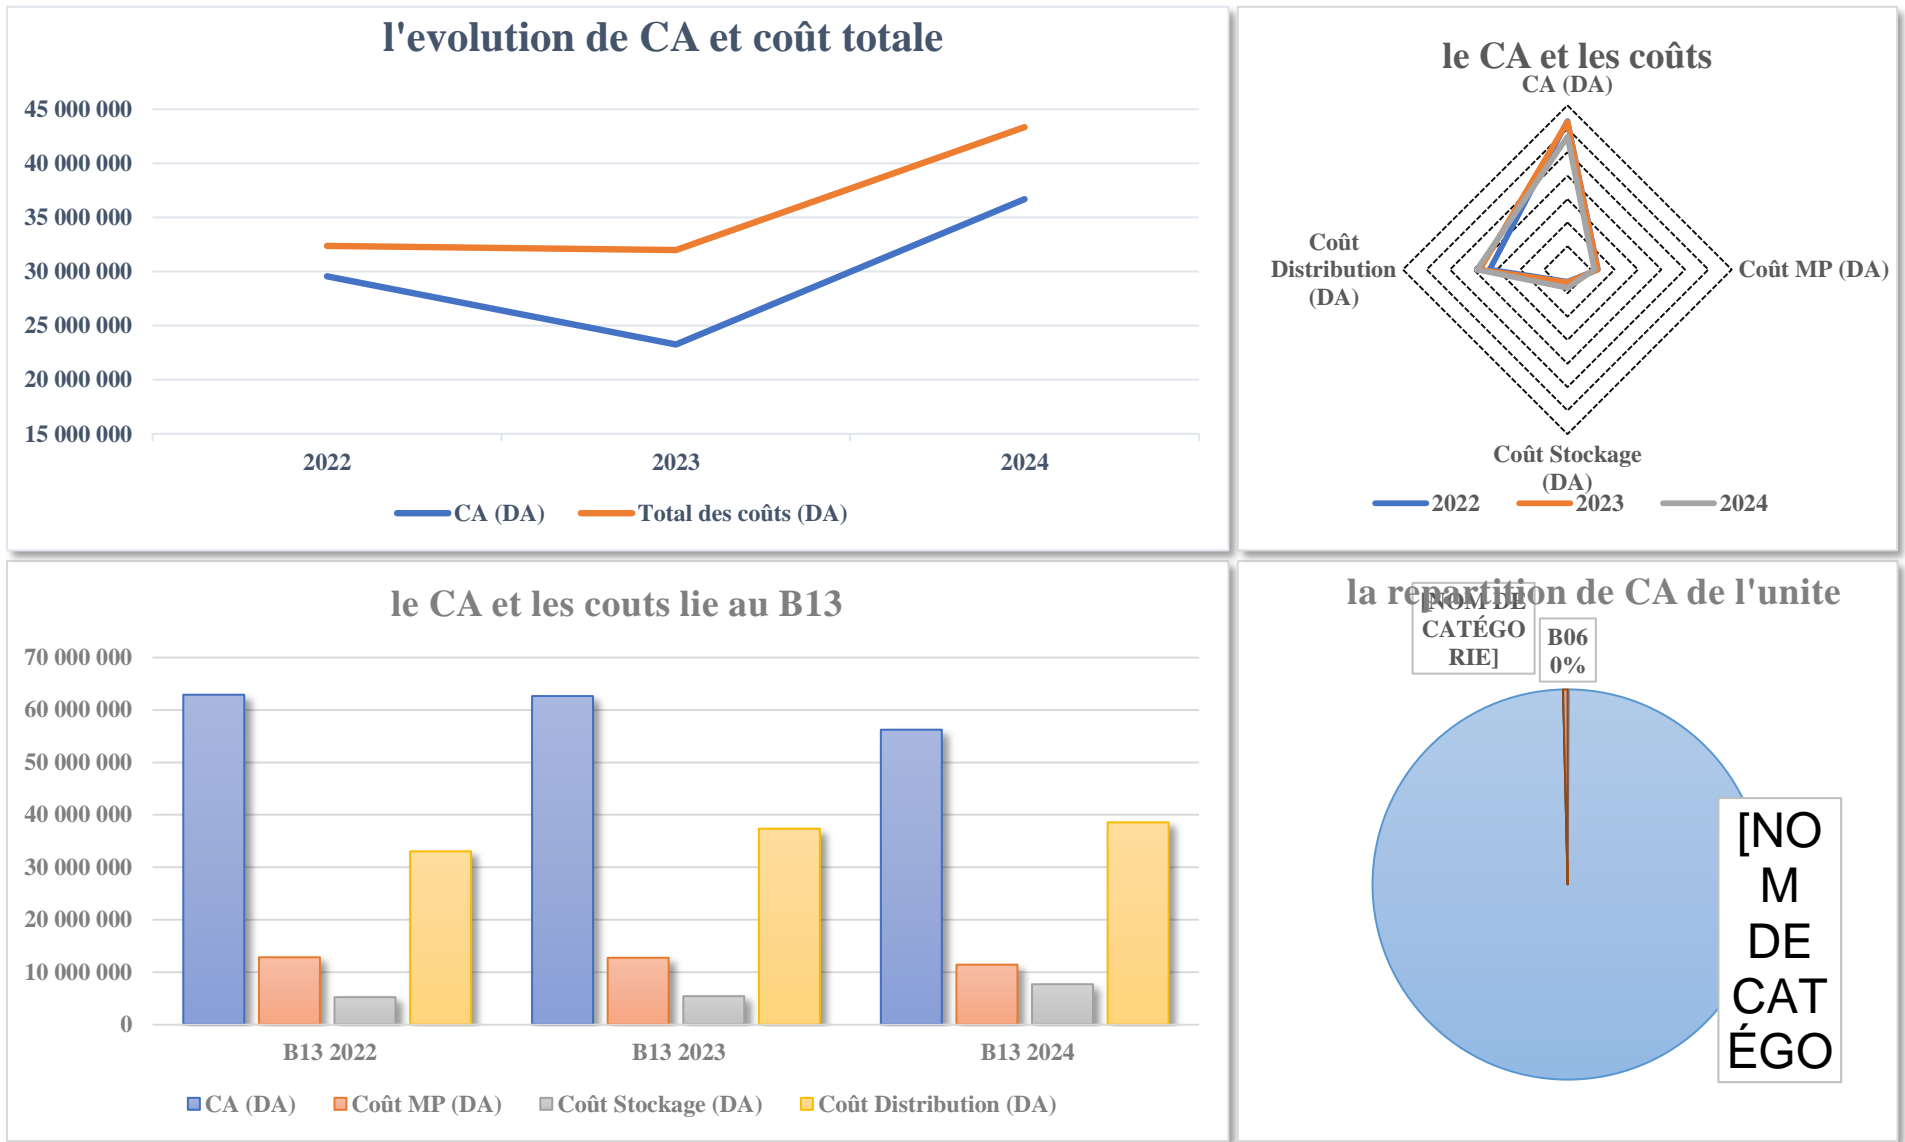 l'evolution de CA et coût totale
45 000 000
40 000 000
35 000 000
30 000 000
25 000 000
20 000 000
15 000 000
2022
2023
2024
CA (DA)
Total des coûts (DA)
le CA et les coûts
CA (DA)
Coût
Distribution
(DA)
Coût MP (DA)
Coût Stockage
(DA)
2022
2023
2024
le CA et les couts lie au B13
70 000 000
60 000 000
50 000 000
40 000 000
30 000 000
20 000 000
10 000 000
0
B13 2022
B13 2023
B13 2024
CA (DA)
Coût MP (DA)
Coût Stockage (DA)
Coût Distribution (DA)
la repartition de CA de l'unite
[NOM DE
CATÉGO
RIE]
B06
0%
[NO
M
DE
CAT
ÉGO